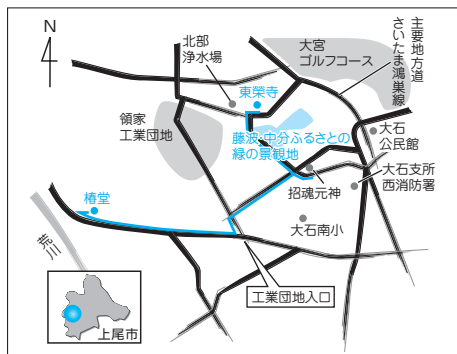 N
北部
浄水場
大宮
ゴルフコース
主要地方道
さいたま鴻巣線
東榮寺
領家
工業団地
藤波・中分ふるさとの
緑の景観地
大石
公民館
大石支所
西消防署
招魂元神
椿堂
大石南小
荒川
工業団地入口
上尾市